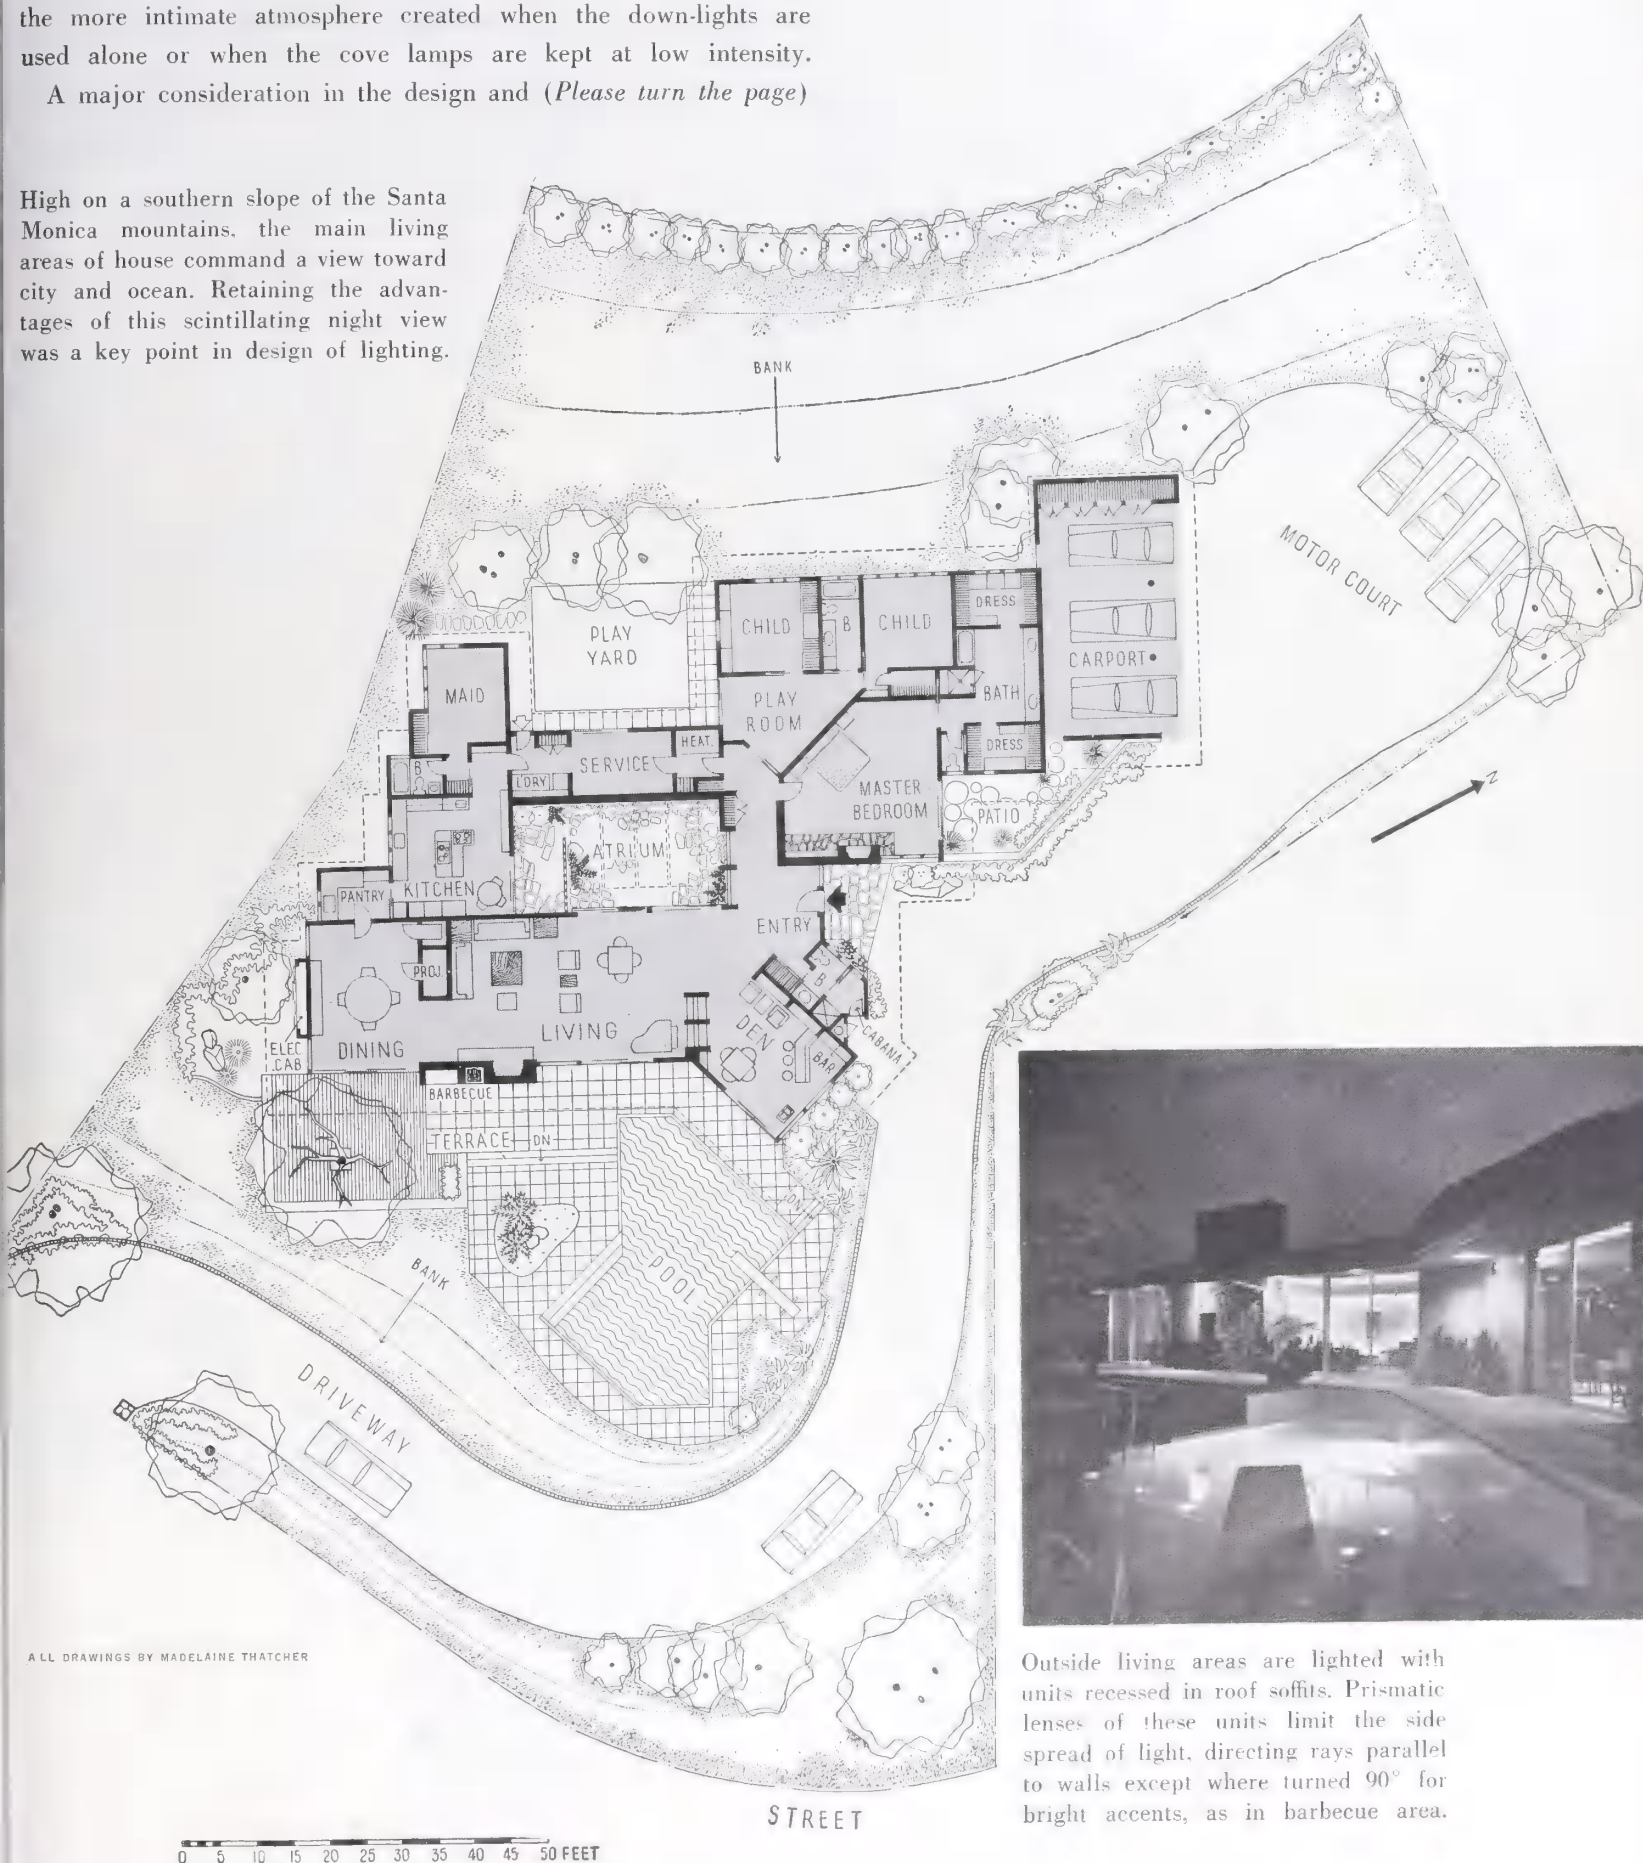 the more intimate atmosphere created when the down-lights are
used alone or when the cove lamps are kept at low intensity.
A major consideration in the design and (Please turn the page)
High on a southern slope of the Santa
Monica mountains, the main living
areas of house command a view toward
city and ocean. Retaining the advan-
tages of this scintillating night view
was a key point in design of lighting.
BANK
MOTOR COURT
PLAY
YARD
CHILD
B
CHILD
DRESS
CARPORT
MAID
PLAY
ROOM
BATH
HEAT.
DRESS
SERVICE
B
L'DRY
MASTER
BEDROOM
PATIO
N
ATRIUM
PANTRY
KITCHEN
ENTRY
PROJ.
B
LIVING
DEN
CABANA
BAR
ELEC.
CAB.
DINING
BARBECUE
TERRACE
DN
DN
POOL
BANK
DRIVEWAY
ALL DRAWINGS BY MADELAINE THATCHER
Outside living areas are lighted with
units recessed in roof soffits. Prismatic
lenses of these units limit the side
spread of light, directing rays parallel
to walls except where turned 90° for
bright accents, as in barbecue area.
STREET
0 5 10 15 20 25 30 35 40 45 50 FEET